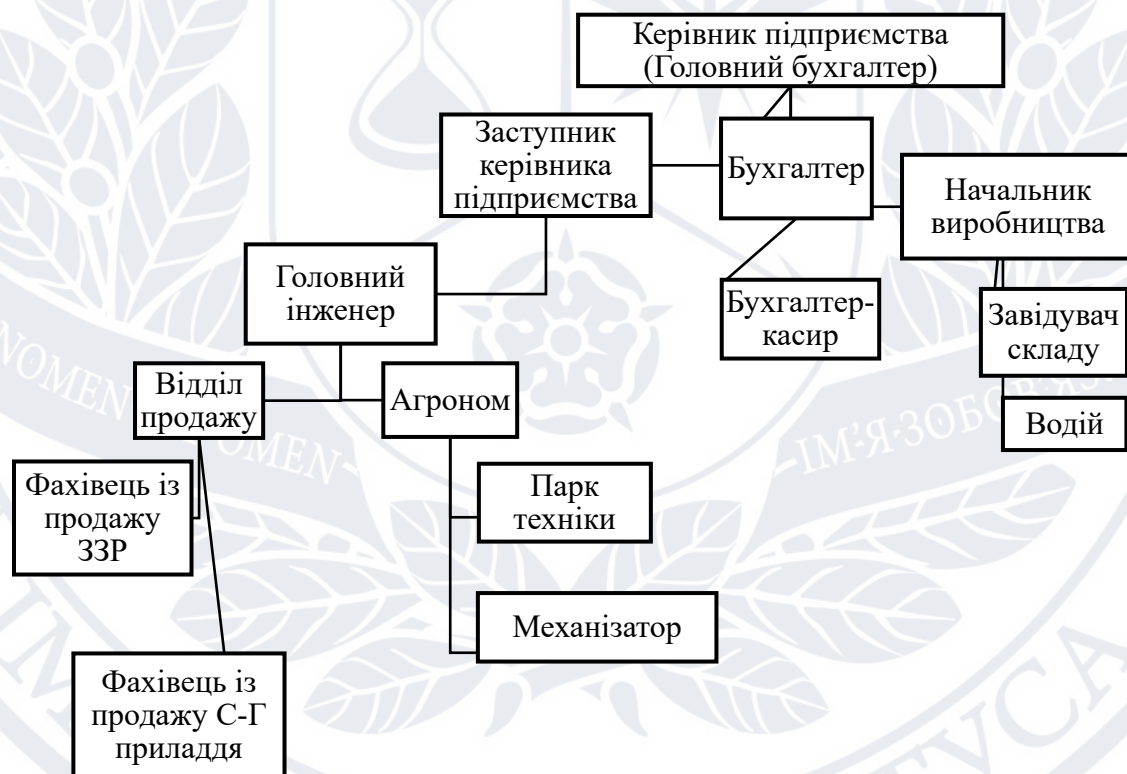 Керівник підприємства
(Головний бухгалтер)
Заступник
керівника
підприємства
Бухгалтер
Начальник
виробництва
Головний
інженер
Бухгалтер-
касир
Завідувач
складу
Відділ
продажу
Агроном
Водій
Фахівець із
продажу
ЗЗР
Парк
техніки
Механізатор
Фахівець із
продажу С-Г
приладдя